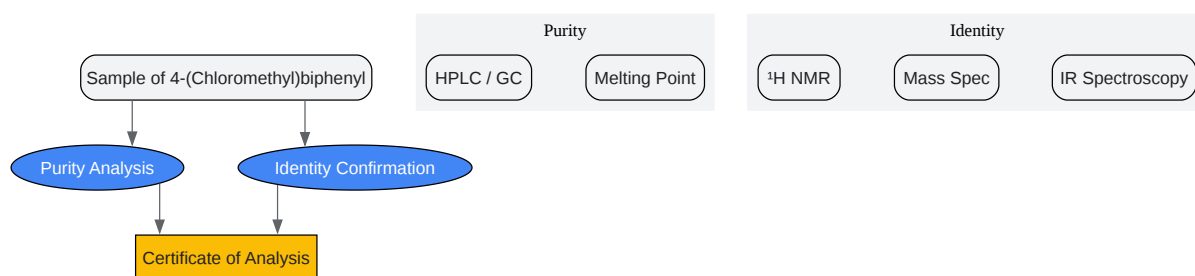 Purity
Identity
Sample of 4-(Chloromethyl)biphenyl
HPLC / GC
Melting Point
¹H NMR
Mass Spec
IR Spectroscopy
Purity Analysis
Identity Confirmation
Certificate of Analysis